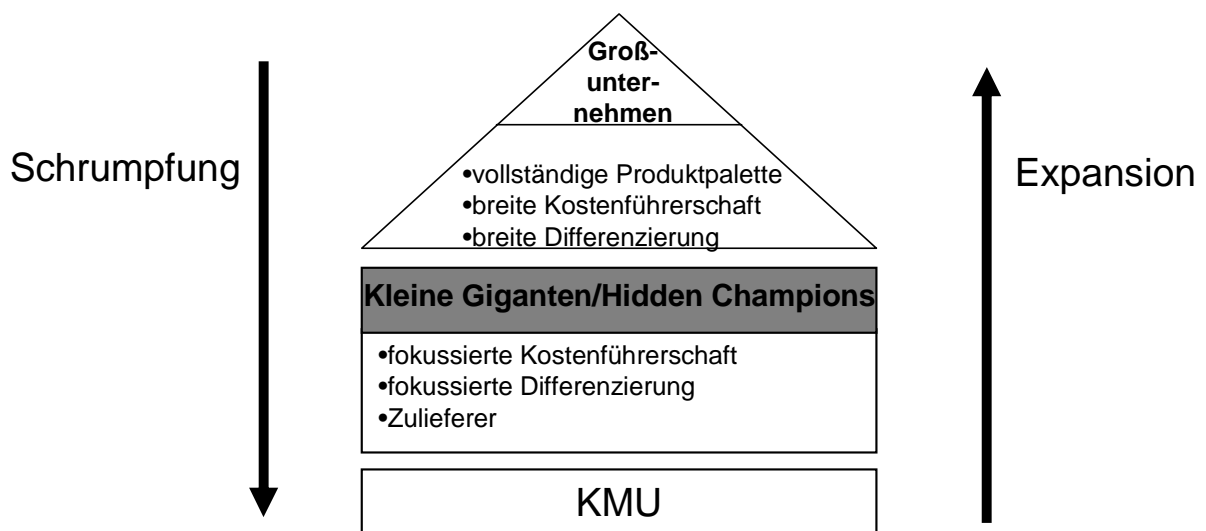 Groß-
unter-
nehmen
Schrumpfung
•vollständige Produktpalette
•breite Kostenführerschaft
•breite Differenzierung
Expansion
Kleine Giganten/Hidden Champions
•fokussierte Kostenführerschaft
•fokussierte Differenzierung
•Zulieferer
KMU